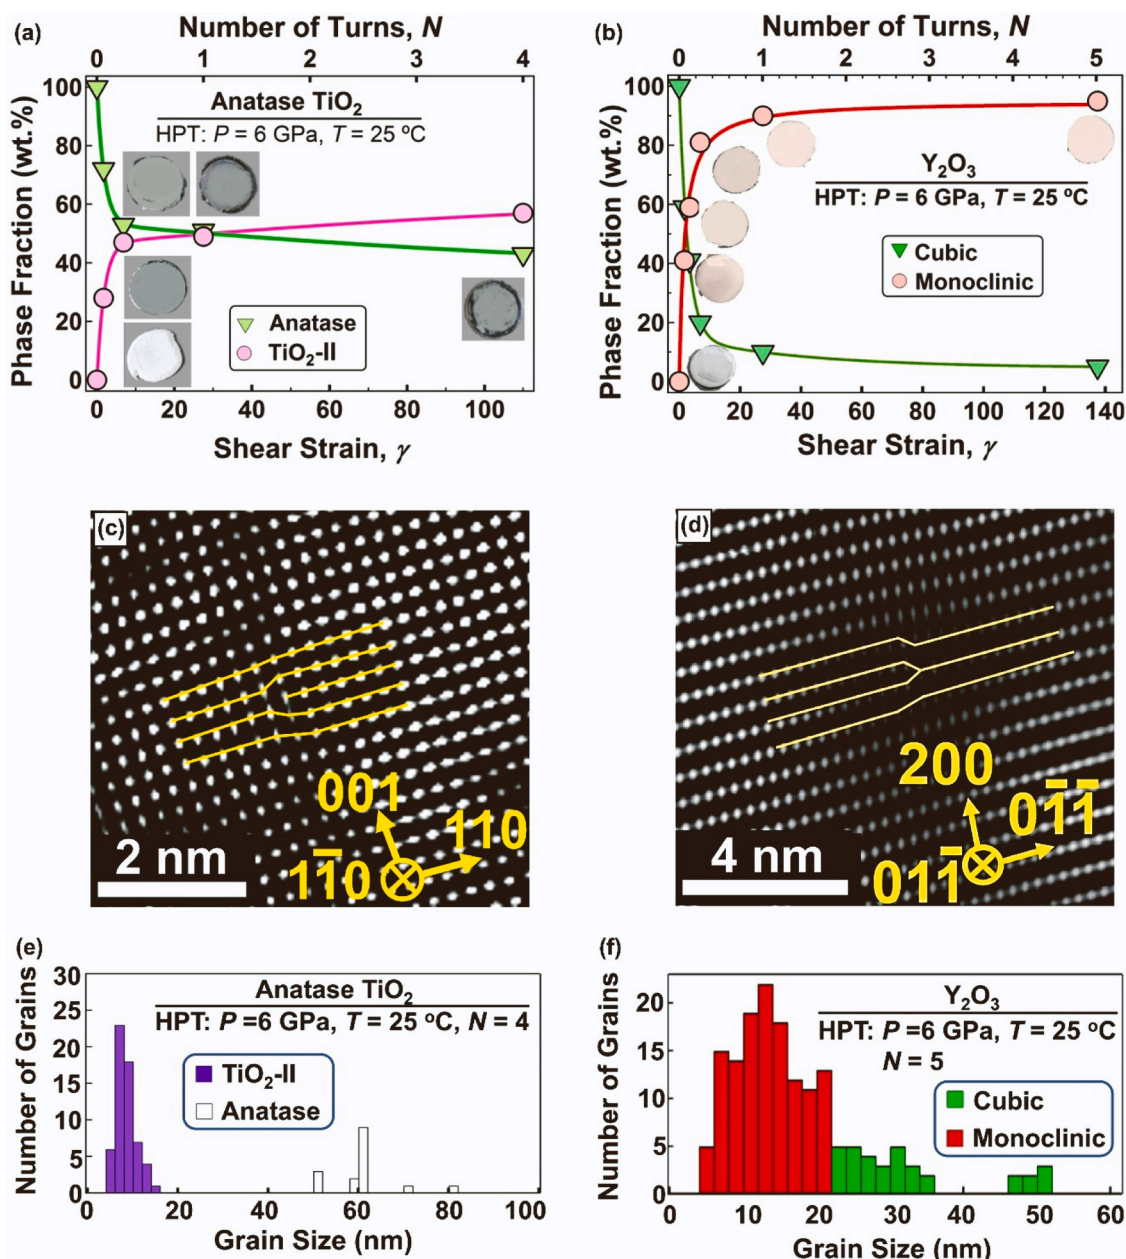 (a)
Number of Turns, N
0 1 4
100
80
60
40
20
0
Phase Fraction (wt.%)
Anatase TiO₂
HPT: P = 6 GPa, T = 25 ºC
Anatase
TiO₂-II
0 20 40 60 80 100
Shear Strain, γ
(b)
Number of Turns, N
0 1 2 3 4 5
100
80
60
40
20
0
Phase Fraction (wt.%)
Y₂O₃
HPT: P = 6 GPa, T = 25 ºC
Cubic
Monoclinic
0 20 40 60 80 100 120 140
Shear Strain, γ
(c)
001
110
11̅0
2 nm
(d)
200
01̅1̅
011̅
4 nm
(e)
30
25
20
15
10
5
0
Number of Grains
Anatase TiO₂
HPT: P =6 GPa, T = 25 ºC, N = 4
TiO₂-II
Anatase
0 20 40 60 80 100
Grain Size (nm)
(f)
20
15
10
5
0
Number of Grains
Y₂O₃
HPT: P =6 GPa, T = 25 ºC
N = 5
Cubic
Monoclinic
0 10 20 30 40 50 60
Grain Size (nm)